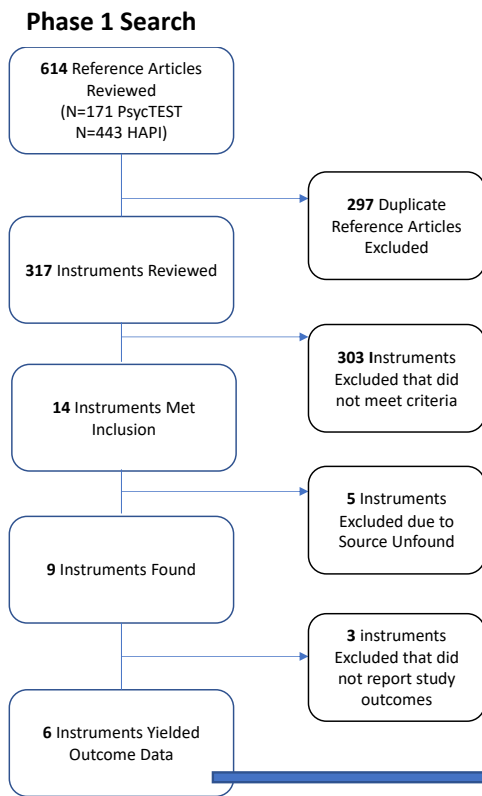 Phase 1 Search
614 Reference Articles
Reviewed
(N=171 PsycTEST
N=443 HAPI)
297 Duplicate
Reference Articles
Excluded
317 Instruments Reviewed
303 Instruments
Excluded that did
not meet criteria
14 Instruments Met
Inclusion
5 Instruments
Excluded due to
Source Unfound
9 Instruments Found
3 instruments
Excluded that did
not report study
outcomes
6 Instruments Yielded
Outcome Data